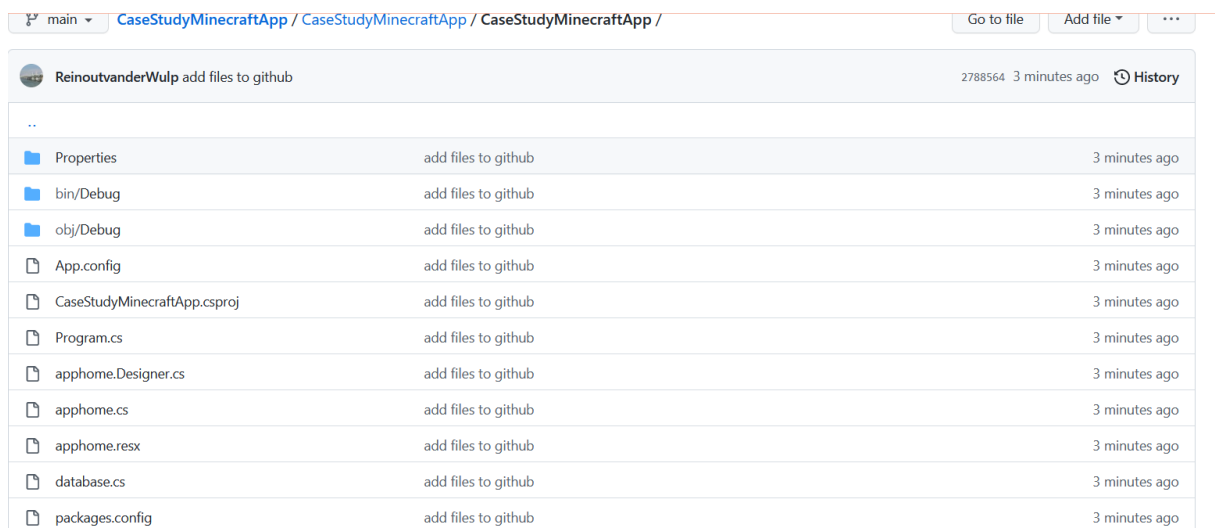 main CaseStudyMinecraftApp / CaseStudyMinecraftApp / CaseStudyMinecraftApp / Go to file Add file ...
ReinoutvanderWulp add files to github 2788564 3 minutes ago History
..
Properties add files to github 3 minutes ago
bin/Debug add files to github 3 minutes ago
obj/Debug add files to github 3 minutes ago
App.config add files to github 3 minutes ago
CaseStudyMinecraftApp.csproj add files to github 3 minutes ago
Program.cs add files to github 3 minutes ago
apphome.Designer.cs add files to github 3 minutes ago
apphome.cs add files to github 3 minutes ago
apphome.resx add files to github 3 minutes ago
database.cs add files to github 3 minutes ago
packages.config add files to github 3 minutes ago